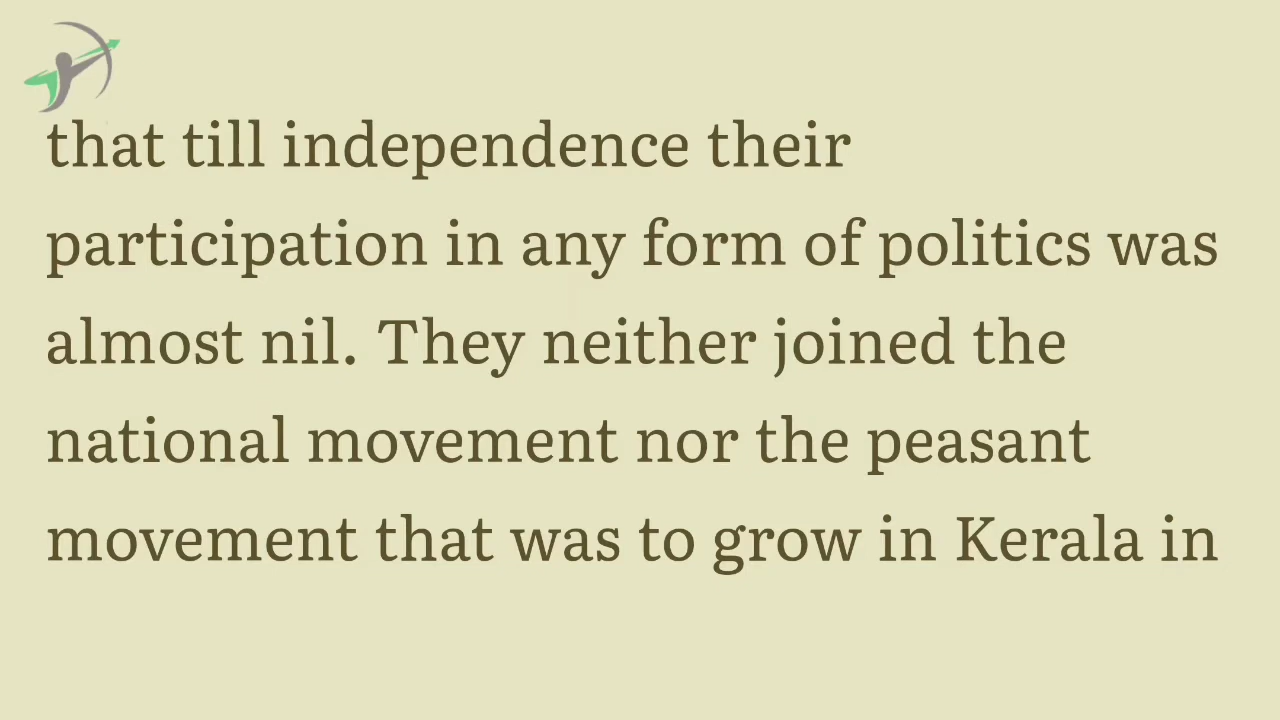 that till independence their
participation in any form of politics was
almost nil. They neither joined the
national movement nor the peasant
movement that was to grow in Kerala in